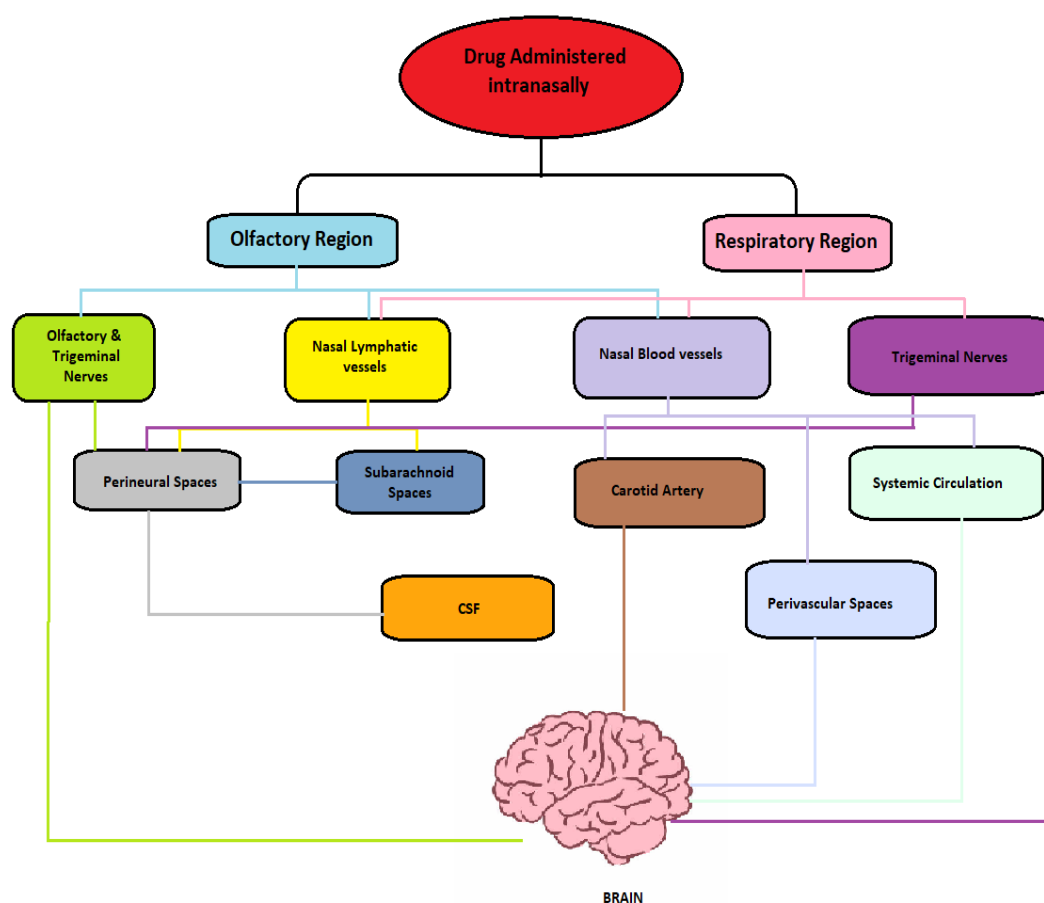 Drug Administered
intranasally
Olfactory Region
Respiratory Region
Olfactory &
Trigeminal
Nerves
Nasal Lymphatic
vessels
Nasal Blood vessels
Trigeminal Nerves
Perineural Spaces
Subarachnoid
Spaces
Carotid Artery
Systemic Circulation
CSF
Perivascular Spaces
BRAIN